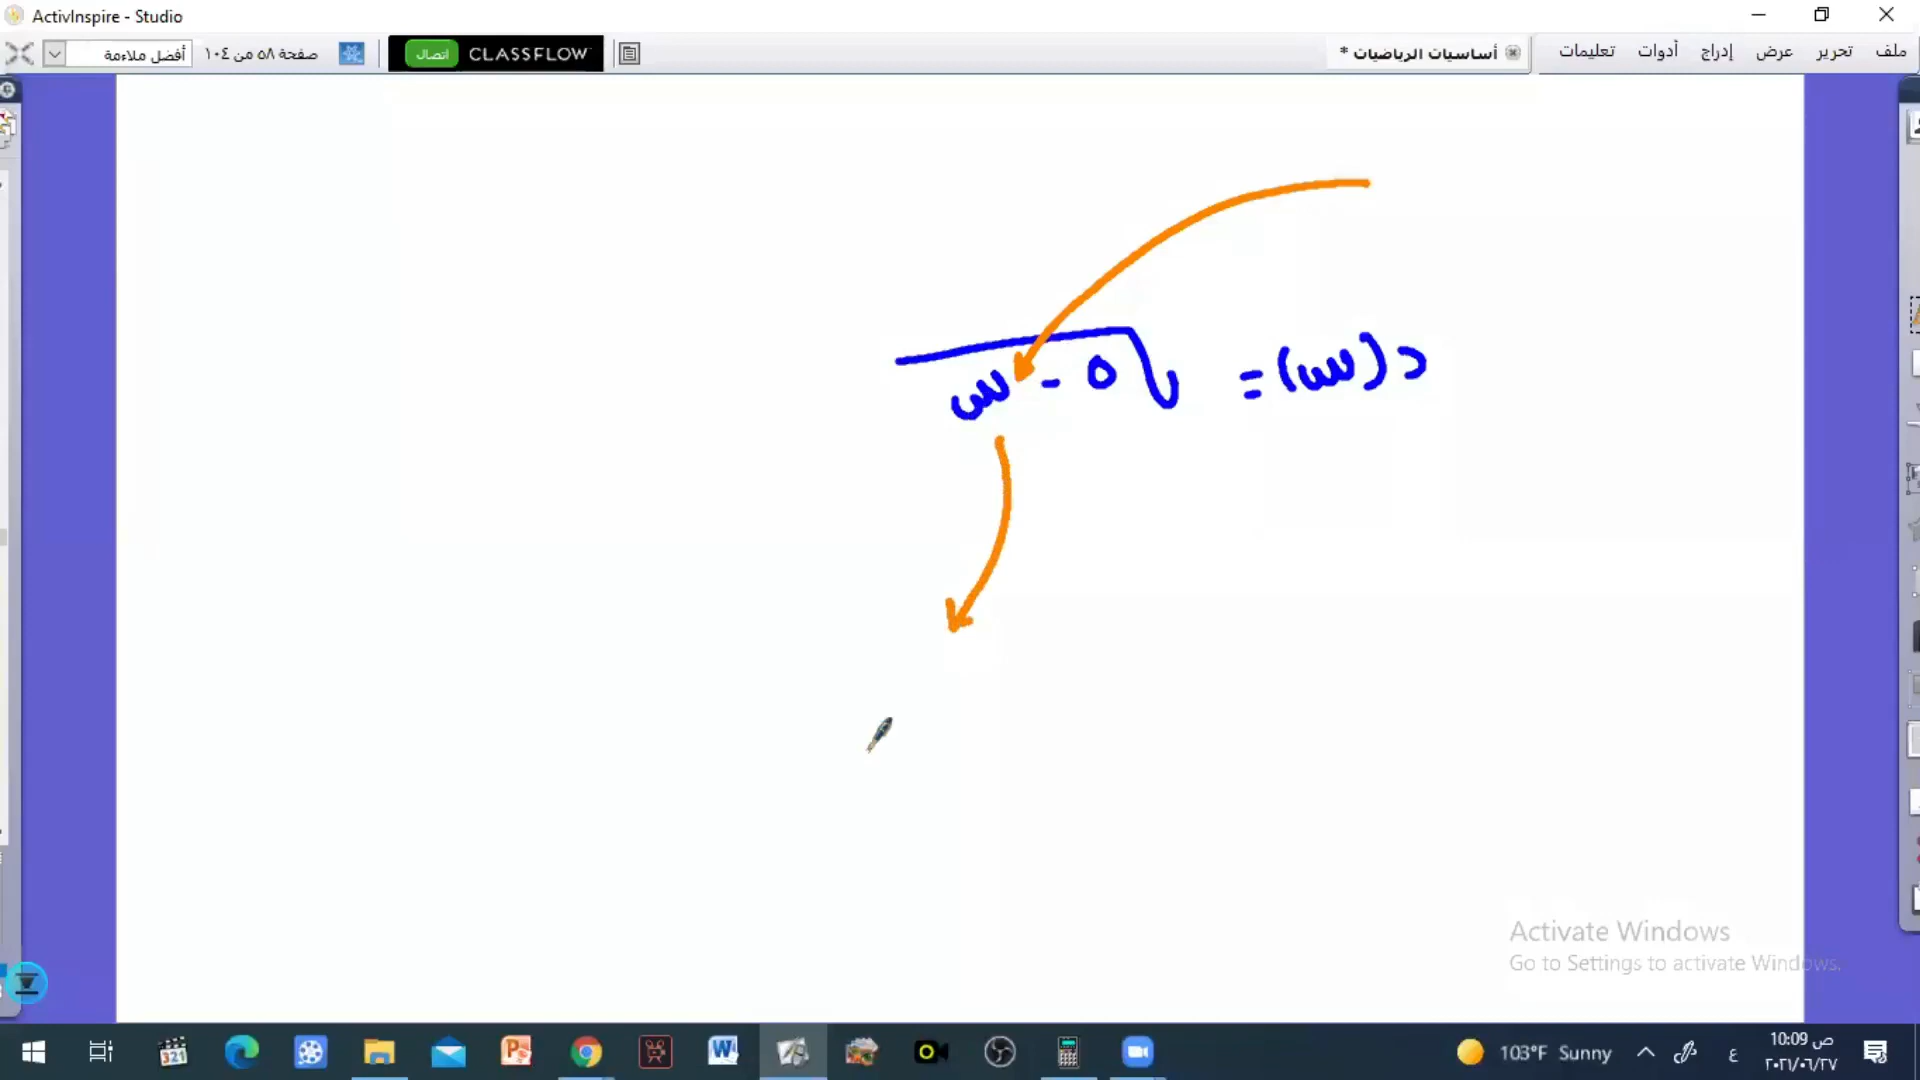 ActivInspire - Studio
ملف تحرير عرض إدراج أدوات تعليمات
أساسيات الرياضيات *
CLASSFLOW اتصال
صفحة ٥٨ من ١٠٤
أفضل ملاءمة
د(س) = √(٥ - س)
Activate Windows
Go to Settings to activate Windows.
321
103°F Sunny
ع
10:09 ص
٢٠٢١/٠٦/٢٧